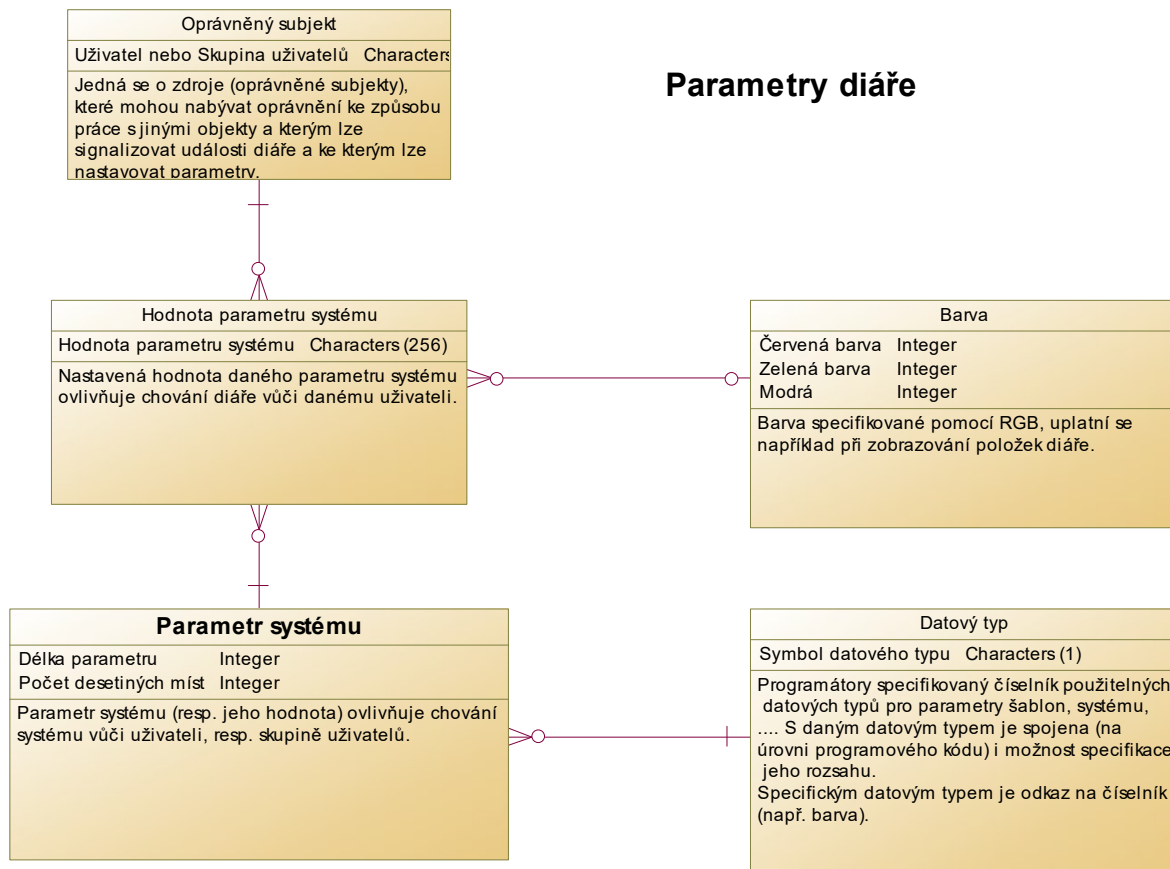 Oprávněný subjekt
Uživatel nebo Skupina uživatelů Characters
Jedná se o zdroje (oprávněné subjekty),
které mohou nabývat oprávnění ke způsobu
práce s jinými objekty a kterým lze
signalizovat události diáře a ke kterým lze
nastavovat parametry.
Parametry diáře
Hodnota parametru systému
Hodnota parametru systému Characters (256)
Nastavená hodnota daného parametru systému
ovlivňuje chování diáře vůči danému uživateli.
Barva
Červená barva Integer
Zelená barva Integer
Modrá Integer
Barva specifikované pomocí RGB, uplatní se
například při zobrazování položek diáře.
Parametr systému
Délka parametru Integer
Počet desetiných míst Integer
Parametr systému (resp. jeho hodnota) ovlivňuje chování
systému vůči uživateli, resp. skupině uživatelů.
Datový typ
Symbol datového typu Characters (1)
Programátory specifikovaný číselník použitelných
datových typů pro parametry šablon, systému,
.... S daným datovým typem je spojena (na
úrovni programového kódu) i možnost specifikace
jeho rozsahu.
Specifickým datovým typem je odkaz na číselník
(např. barva).